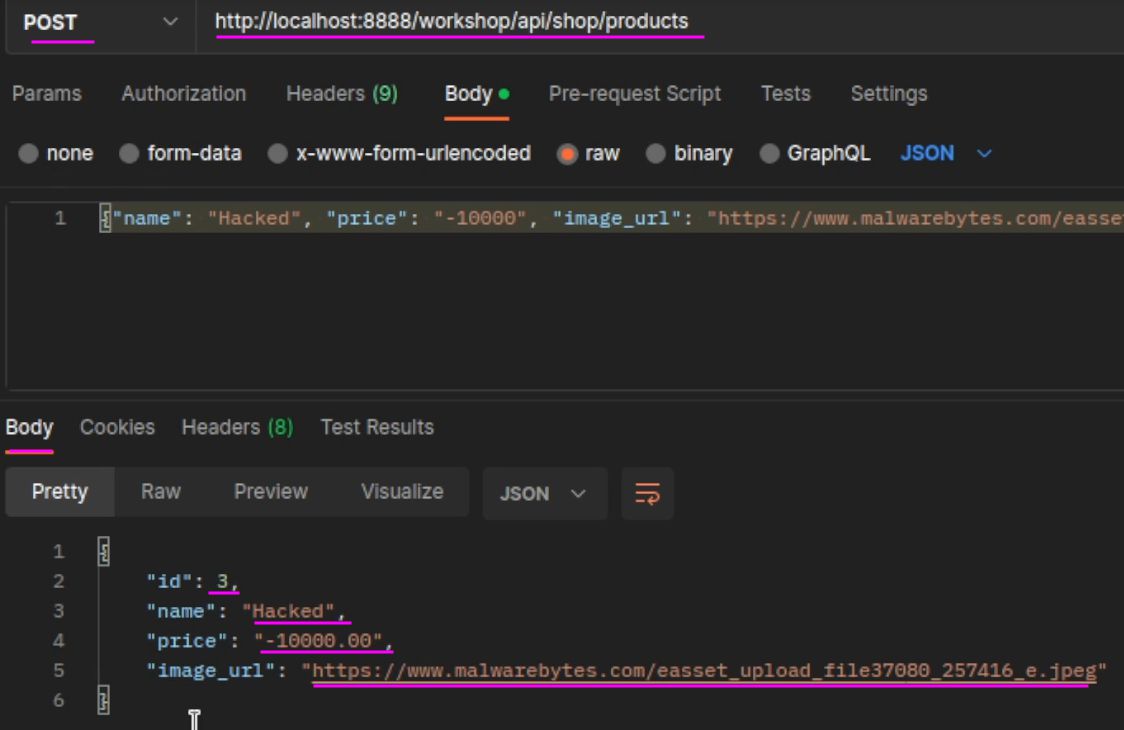 POST http://localhost:8888/workshop/api/shop/products
Params Authorization Headers (9) Body Pre-request Script Tests Settings
none form-data x-www-form-urlencoded raw binary GraphQL JSON
1 {"name": "Hacked", "price": "-10000", "image_url": "https://www.malwarebytes.com/easset
Body Cookies Headers (8) Test Results
Pretty Raw Preview Visualize JSON
1 {
2 "id": 3,
3 "name": "Hacked",
4 "price": "-10000.00",
5 "image_url": "https://www.malwarebytes.com/easset_upload_file37080_257416_e.jpeg"
6 }